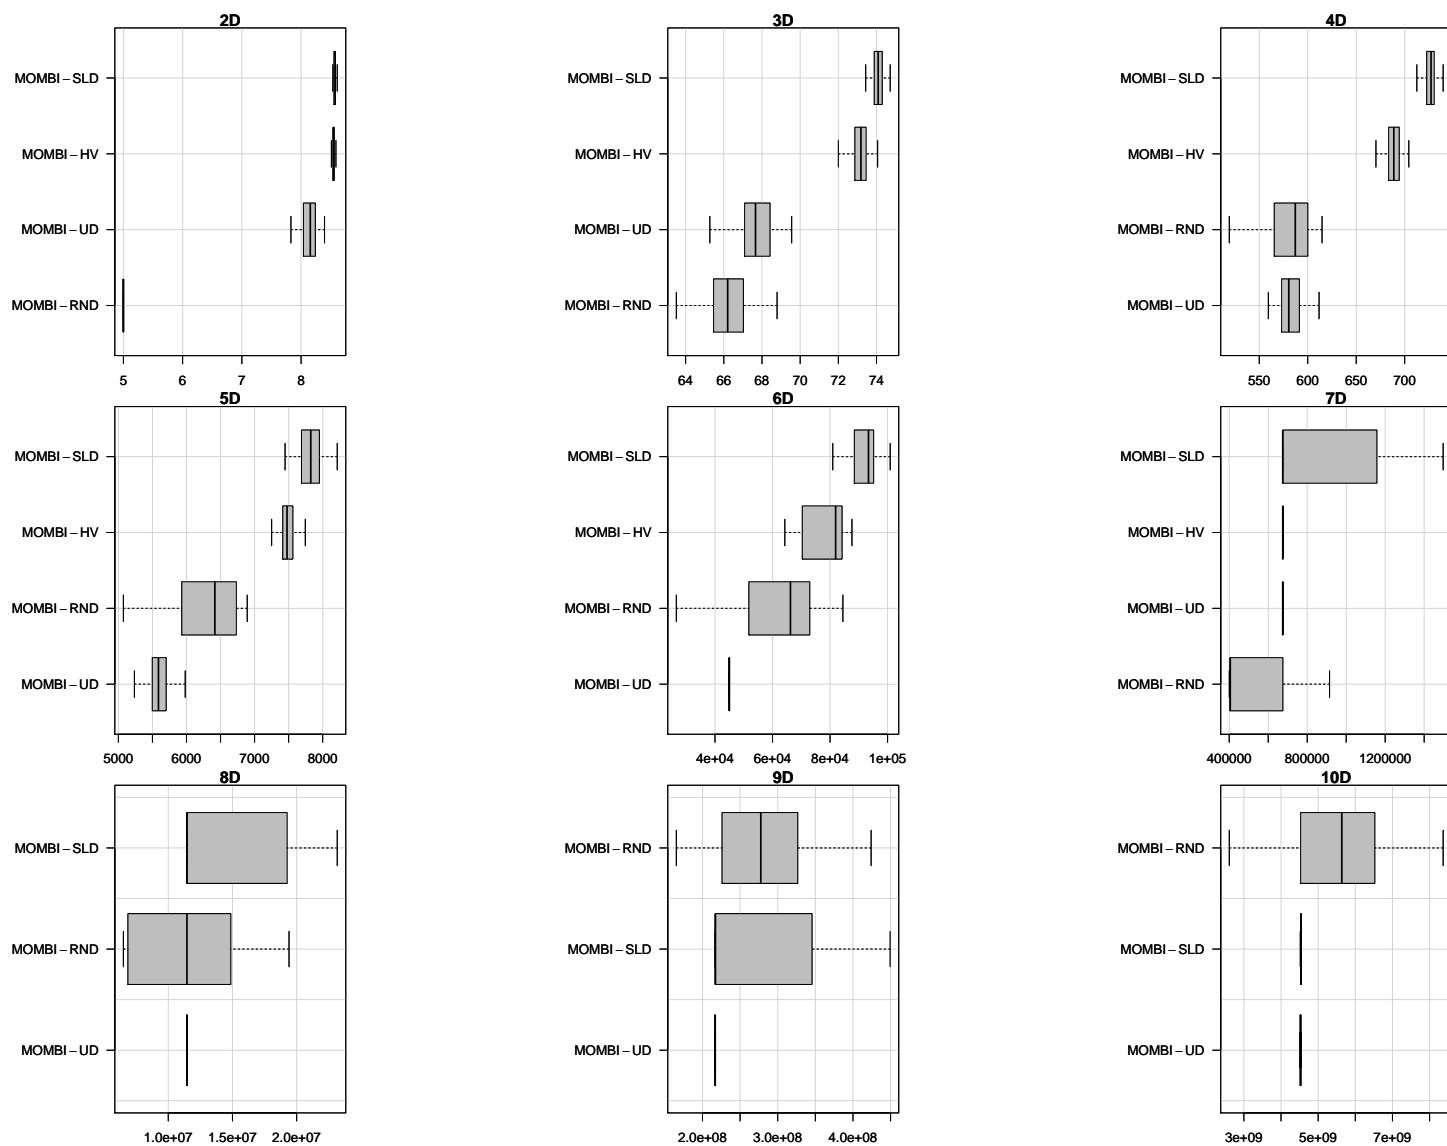 2D
MOMBI−SLD
MOMBI−HV
MOMBI−UD
MOMBI−RND
5 6 7 8
3D
MOMBI−SLD
MOMBI−HV
MOMBI−UD
MOMBI−RND
64 66 68 70 72 74
4D
MOMBI−SLD
MOMBI−HV
MOMBI−RND
MOMBI−UD
550 600 650 700
5D
MOMBI−SLD
MOMBI−HV
MOMBI−RND
MOMBI−UD
5000 6000 7000 8000
6D
MOMBI−SLD
MOMBI−HV
MOMBI−RND
MOMBI−UD
4e+04 6e+04 8e+04 1e+05
7D
MOMBI−SLD
MOMBI−HV
MOMBI−UD
MOMBI−RND
400000 800000 1200000
8D
MOMBI−SLD
MOMBI−RND
MOMBI−UD
1.0e+07 1.5e+07 2.0e+07
9D
MOMBI−RND
MOMBI−SLD
MOMBI−UD
2.0e+08 3.0e+08 4.0e+08
10D
MOMBI−RND
MOMBI−SLD
MOMBI−UD
3e+09 5e+09 7e+09